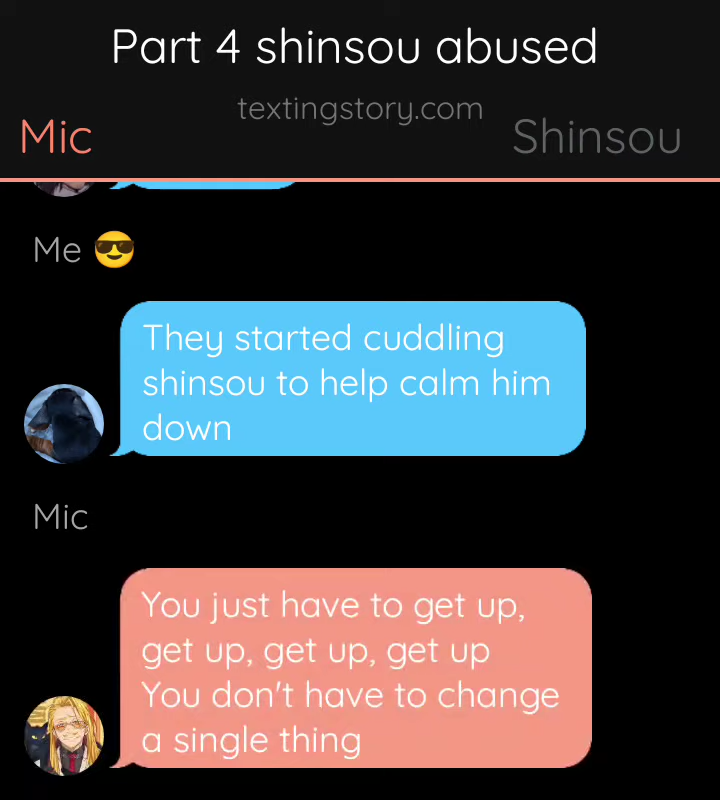 Part 4 shinsou abused
textingstory.com
Mic
Shinsou
Me 😎
They started cuddling
shinsou to help calm him
down
Mic
You just have to get up,
get up, get up, get up
You don't have to change
a single thing